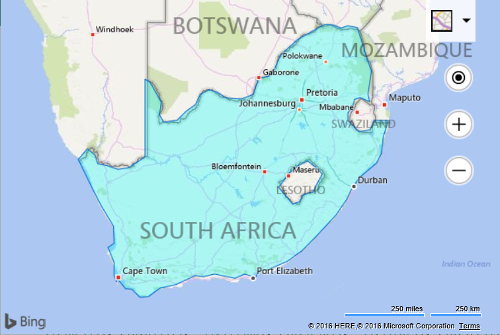 BOTSWANA
Windhoek
Polokwane
MOZAMBIQUE
Gaborone
Pretoria
Johannesburg
Mbabane
Maputo
SWAZILAND
Bloemfontein
Maseru
LESOTHO
Durban
SOUTH AFRICA
Cape Town
Port Elizabeth
Indian Ocean
Bing
250 miles
250 km
© 2016 HERE © 2016 Microsoft Corporation Terms